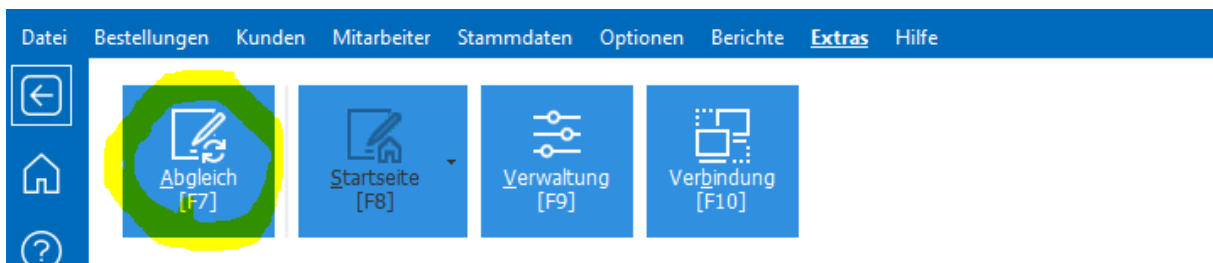 Datei Bestellungen Kunden Mitarbeiter Stammdaten Optionen Berichte Extras Hilfe
Abgleich Startseite Verwaltung Verbindung
[F7] [F8] [F9] [F10]
?